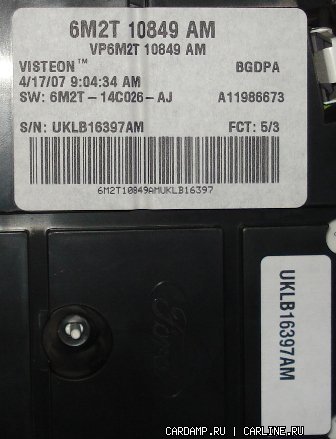 6M2T 10849 AM
VP6M2T 10849 AM
VISTEON™ BGDPA
4/17/07 9:04:34 AM
SW: 6M2T-14C026-AJ A11986673
S/N: UKLB16397AM FCT: 5/3
6M2T10849AMUKLB16397
UKLB16397AM
Ford
CARDAMP.RU | CARLINE.RU